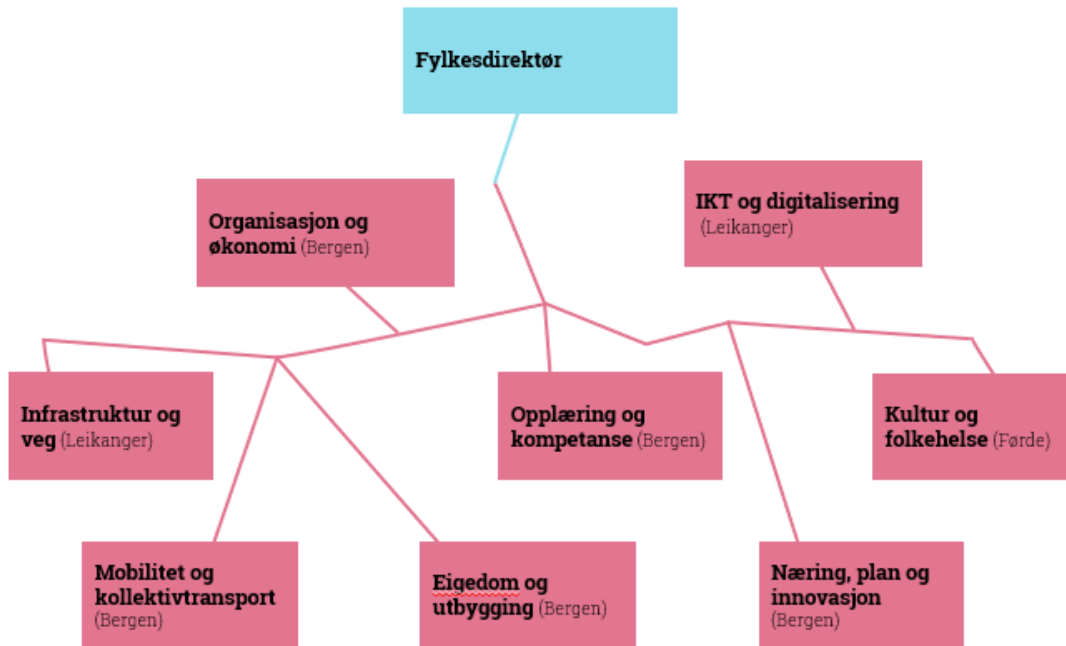 Fylkesdirektør
Organisasjon og
økonomi (Bergen)
IKT og digitalisering
(Leikanger)
Infrastruktur og
veg (Leikanger)
Opplæring og
kompetanse (Bergen)
Kultur og
folkehelse (Førde)
Mobilitet og
kollektivtransport
(Bergen)
Eigedom og
utbygging (Bergen)
Næring, plan og
innovasjon
(Bergen)